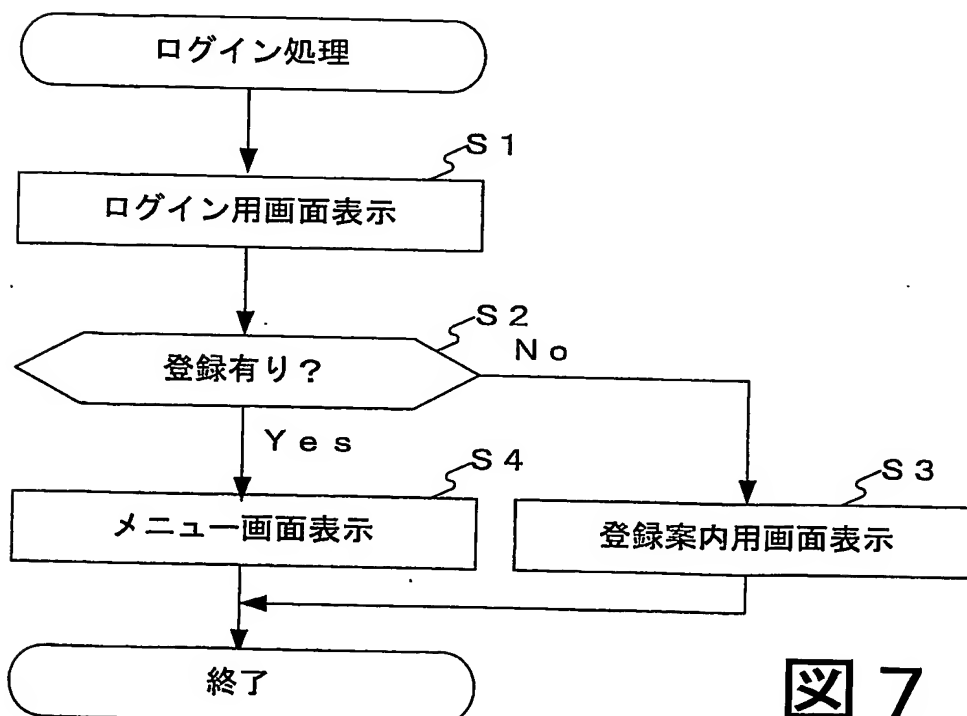 ログイン処理
S1
ログイン用画面表示
S2
登録有り?
No
Yes
S4
メニュー画面表示
S3
登録案内用画面表示
終了
図7